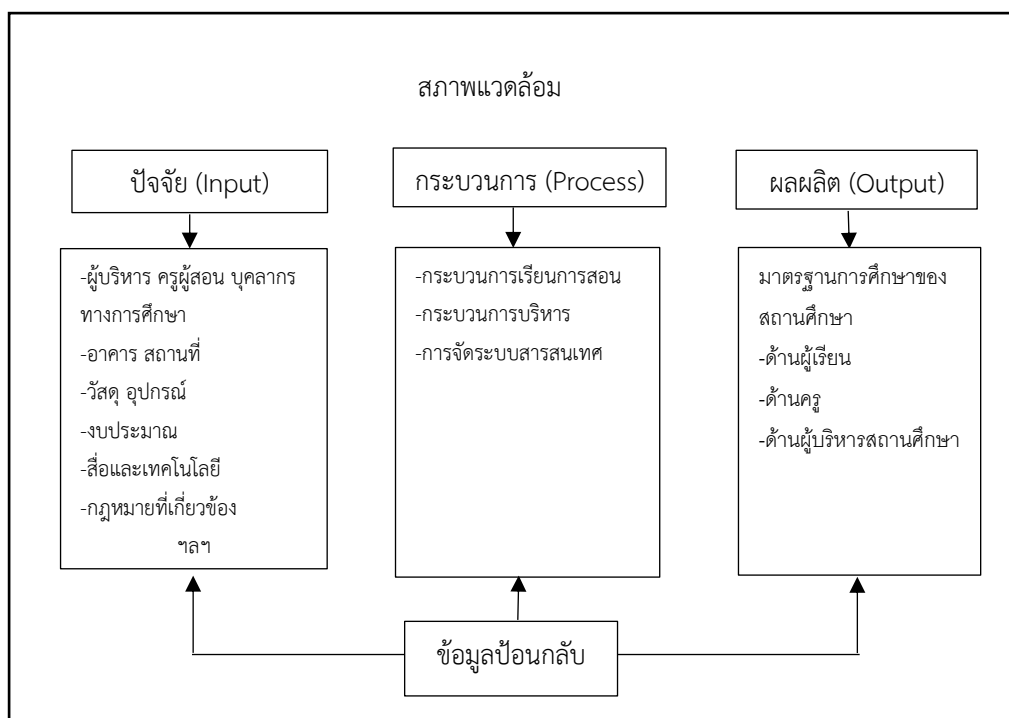 สภาพแวดล้อม
ปัจจัย (Input)
-ผู้บริหาร ครูผู้สอน บุคลากร
ทางการศึกษา
-อาคาร สถานที่
-วัสดุ อุปกรณ์
-งบประมาณ
-สื่อและเทคโนโลยี
-กฎหมายที่เกี่ยวข้อง
ฯลฯ
กระบวนการ (Process)
-กระบวนการเรียนการสอน
-กระบวนการบริหาร
-การจัดระบบสารสนเทศ
ผลผลิต (Output)
มาตรฐานการศึกษาของ
สถานศึกษา
-ด้านผู้เรียน
-ด้านครู
-ด้านผู้บริหารสถานศึกษา
ข้อมูลป้อนกลับ